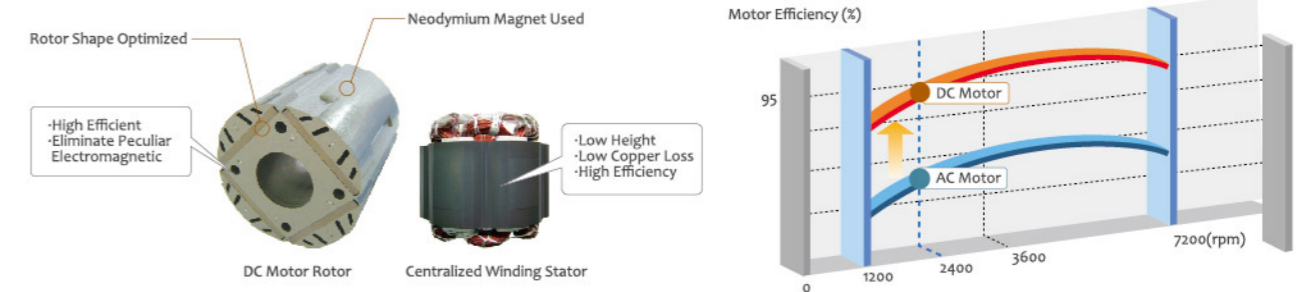 Neodymium Magnet Used
Rotor Shape Optimized
·High Efficient
·Eliminate Peculiar
Electromagnetic
·Low Height
·Low Copper Loss
·High Efficiency
DC Motor Rotor
Centralized Winding Stator
Motor Efficiency (%)
95
DC Motor
AC Motor
0
1200
2400
3600
7200(rpm)